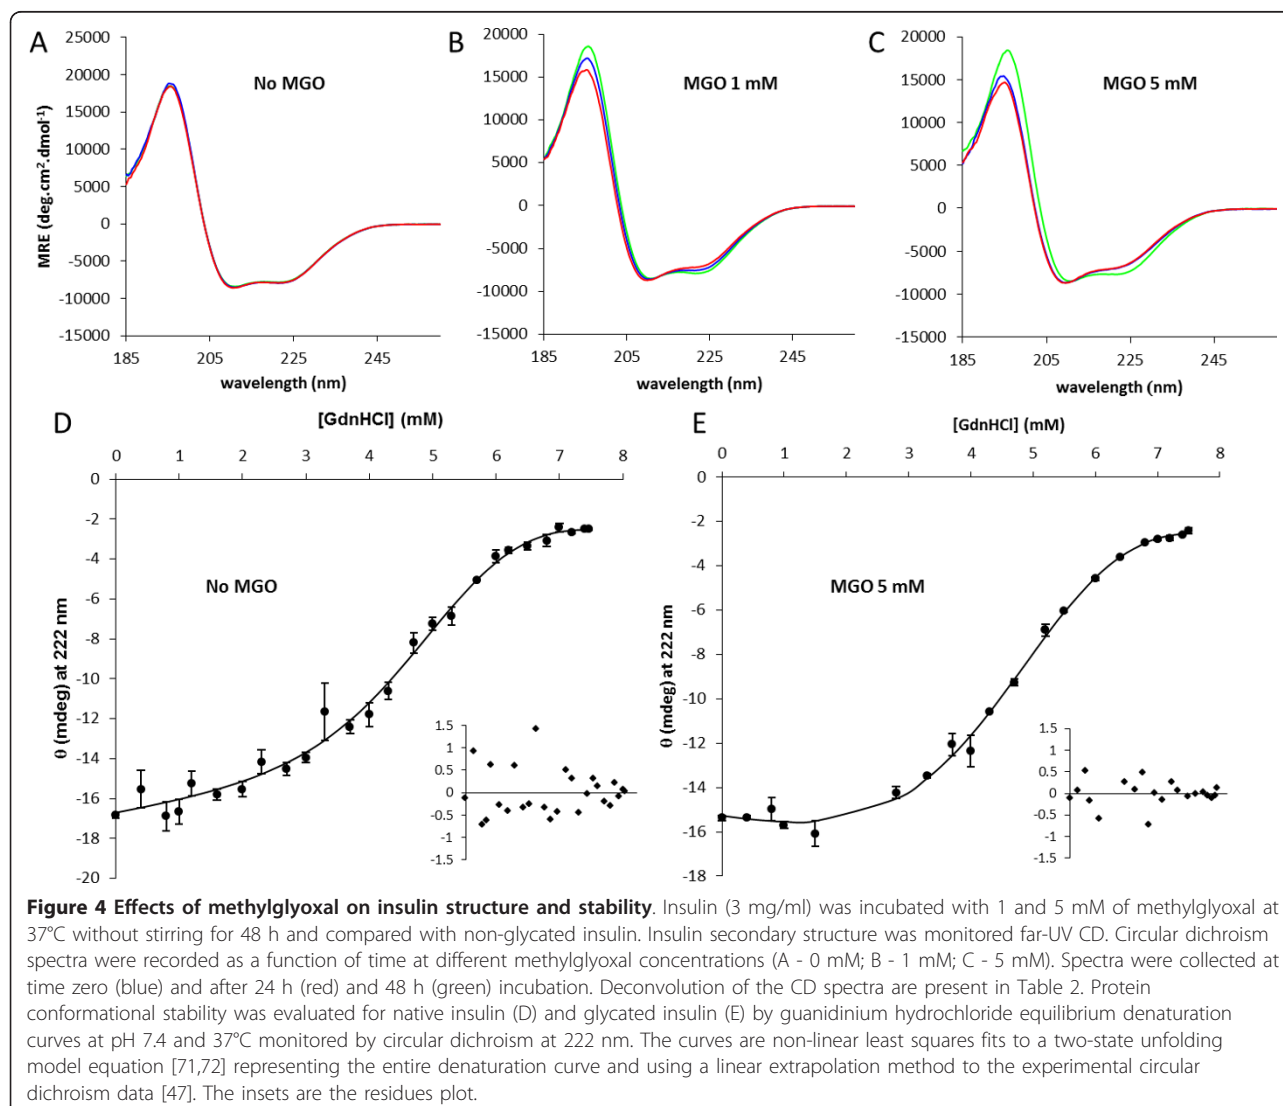 A
No MGO
MRE (deg.cm².dmol⁻¹)
25000
20000
15000
10000
5000
0
-5000
-10000
-15000
185
205
225
245
wavelength (nm)
B
MGO 1 mM
25000
20000
15000
10000
5000
0
5000
10000
15000
185
205
225
245
wavelength (nm)
C
MGO 5 mM
20000
15000
10000
5000
0
5000
10000
15000
185
205
225
245
wavelength (nm)
D
[GdnHCl] (mM)
0 1 2 3 4 5 6 7 8
0
-2
-4
-6
-8
-10
-12
-14
-16
-18
-20
θ (mdeg) at 222 nm
No MGO
1.5
1
0.5
0
-0.5
-1
-1.5
E
[GdnHCl] (mM)
0 1 2 3 4 5 6 7 8
0
-2
-4
-6
-8
-10
-12
-14
-16
-18
θ (mdeg) at 222 nm
MGO 5 mM
1.5
1
0.5
0
-0.5
-1
-1.5
Figure 4 Effects of methylglyoxal on insulin structure and stability. Insulin (3 mg/ml) was incubated with 1 and 5 mM of methylglyoxal at
37°C without stirring for 48 h and compared with non-glycated insulin. Insulin secondary structure was monitored far-UV CD. Circular dichroism
spectra were recorded as a function of time at different methylglyoxal concentrations (A - 0 mM; B - 1 mM; C - 5 mM). Spectra were collected at
time zero (blue) and after 24 h (red) and 48 h (green) incubation. Deconvolution of the CD spectra are present in Table 2. Protein
conformational stability was evaluated for native insulin (D) and glycated insulin (E) by guanidinium hydrochloride equilibrium denaturation
curves at pH 7.4 and 37°C monitored by circular dichroism at 222 nm. The curves are non-linear least squares fits to a two-state unfolding
model equation [71,72] representing the entire denaturation curve and using a linear extrapolation method to the experimental circular
dichroism data [47]. The insets are the residues plot.